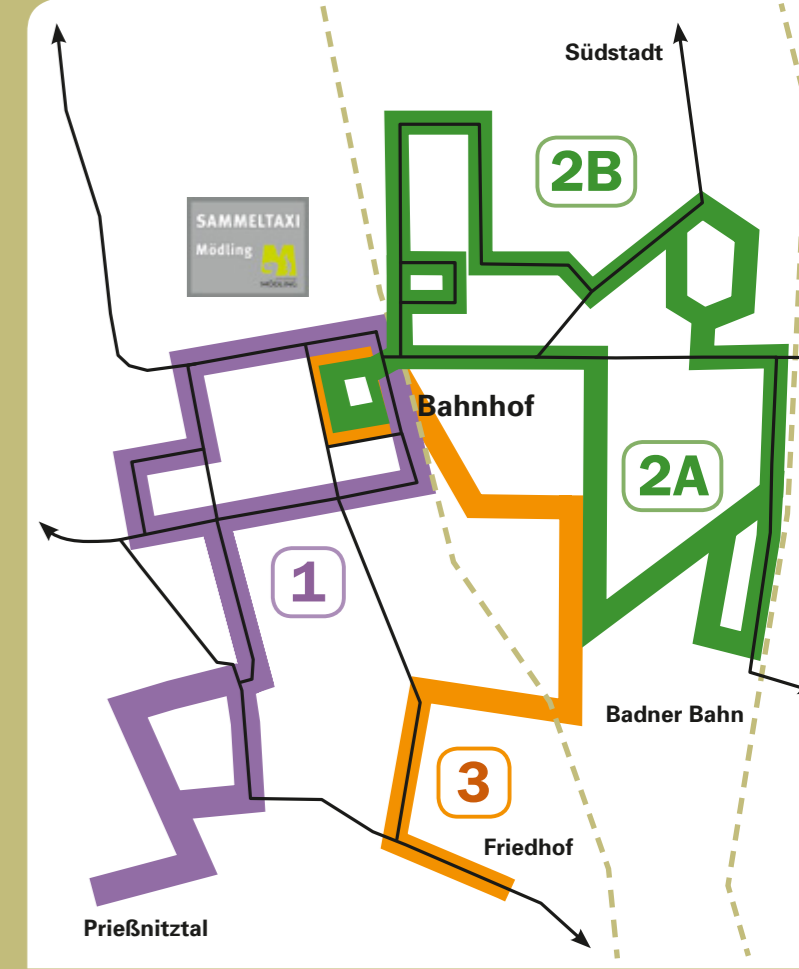 Südstadt
2B
SAMMELTAXI
Mödling
MÖDLING
Bahnhof
2A
1
Badner Bahn
3
Friedhof
Prießnitztal